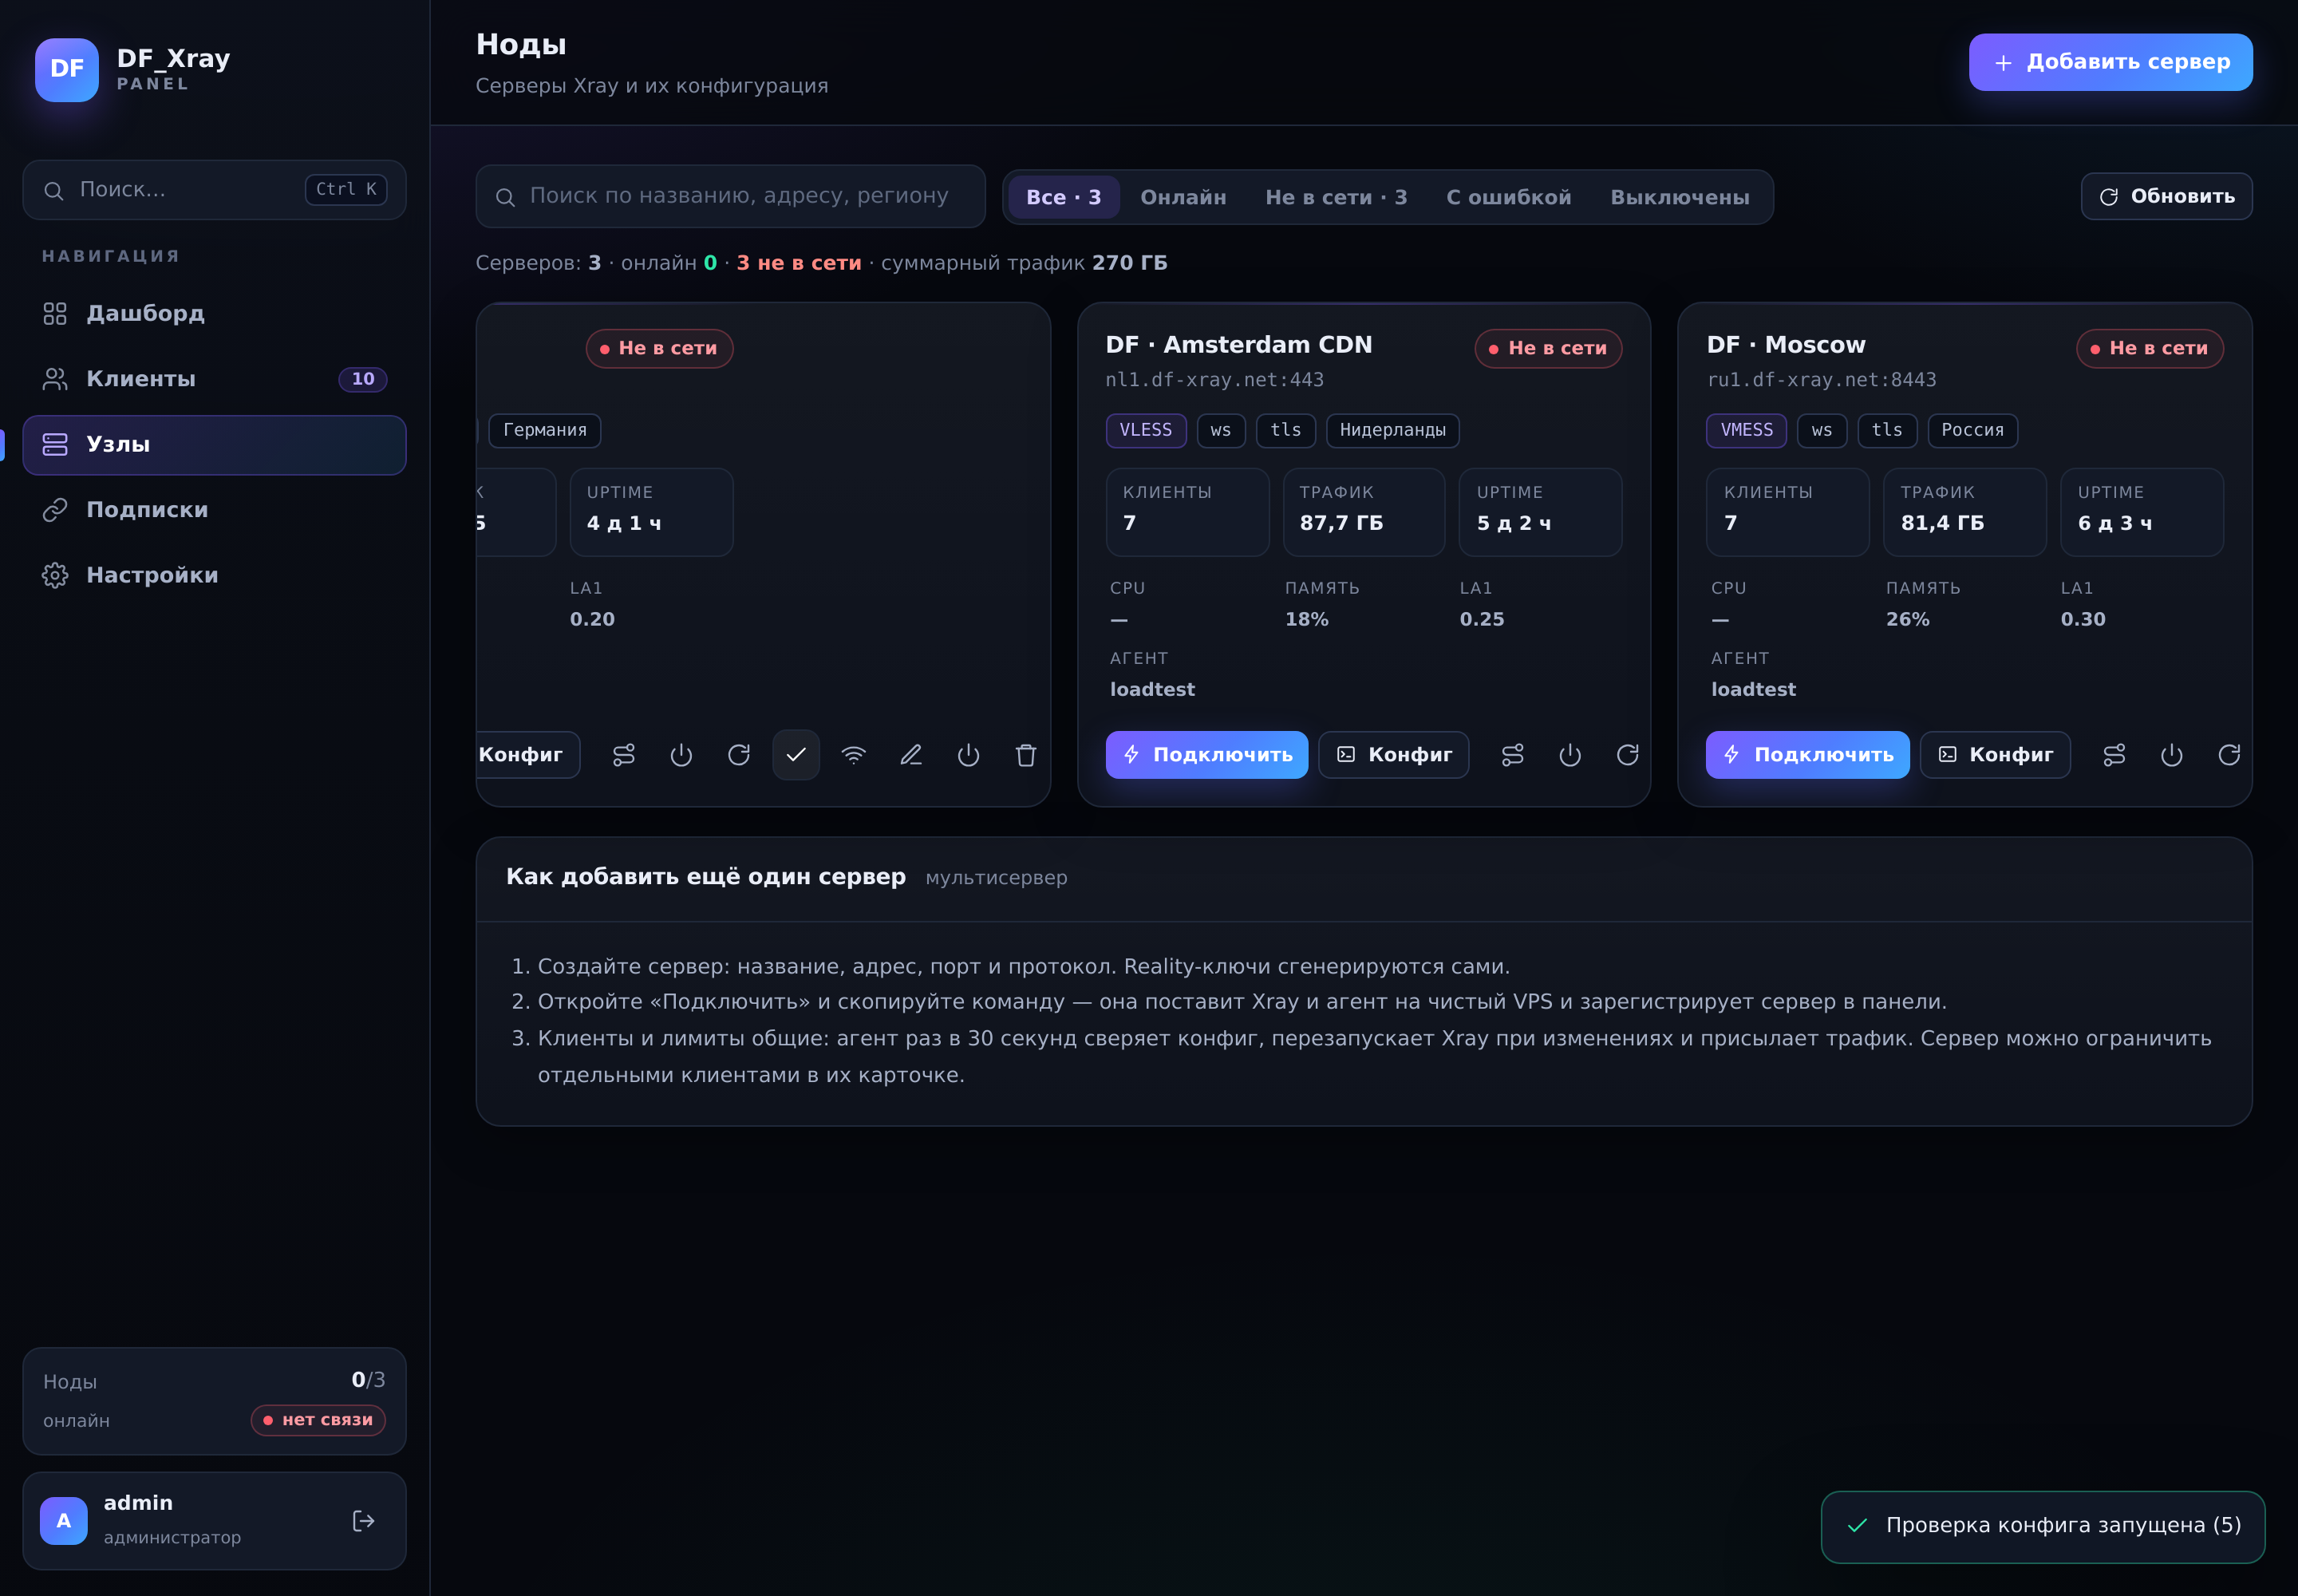 DF
DF_Xray
PANEL
Поиск...
Ctrl K
НАВИГАЦИЯ
Дашборд
Клиенты
10
Узлы
Подписки
Настройки
Ноды
0/3
онлайн
нет связи
A
admin
администратор
Ноды
Серверы Xray и их конфигурация
Добавить сервер
Поиск по названию, адресу, региону
Все · 3
Онлайн
Не в сети · 3
С ошибкой
Выключены
Обновить
Серверов: 3 · онлайн 0 · 3 не в сети · суммарный трафик 270 ГБ
Не в сети
Германия
UPTIME
4 д 1 ч
LA1
0.20
Конфиг
DF · Amsterdam CDN
Не в сети
nl1.df-xray.net:443
VLESS
ws
tls
Нидерланды
КЛИЕНТЫ
7
ТРАФИК
87,7 ГБ
UPTIME
5 д 2 ч
CPU
—
ПАМЯТЬ
18%
LA1
0.25
АГЕНТ
loadtest
Подключить
Конфиг
DF · Moscow
Не в сети
ru1.df-xray.net:8443
VMESS
ws
tls
Россия
КЛИЕНТЫ
7
ТРАФИК
81,4 ГБ
UPTIME
6 д 3 ч
CPU
—
ПАМЯТЬ
26%
LA1
0.30
АГЕНТ
loadtest
Подключить
Конфиг
Как добавить ещё один сервер мультисервер
1. Создайте сервер: название, адрес, порт и протокол. Reality-ключи сгенерируются сами.
2. Откройте «Подключить» и скопируйте команду — она поставит Xray и агент на чистый VPS и зарегистрирует сервер в панели.
3. Клиенты и лимиты общие: агент раз в 30 секунд сверяет конфиг, перезапускает Xray при изменениях и присылает трафик. Сервер можно ограничить
отдельными клиентами в их карточке.
Проверка конфига запущена (5)